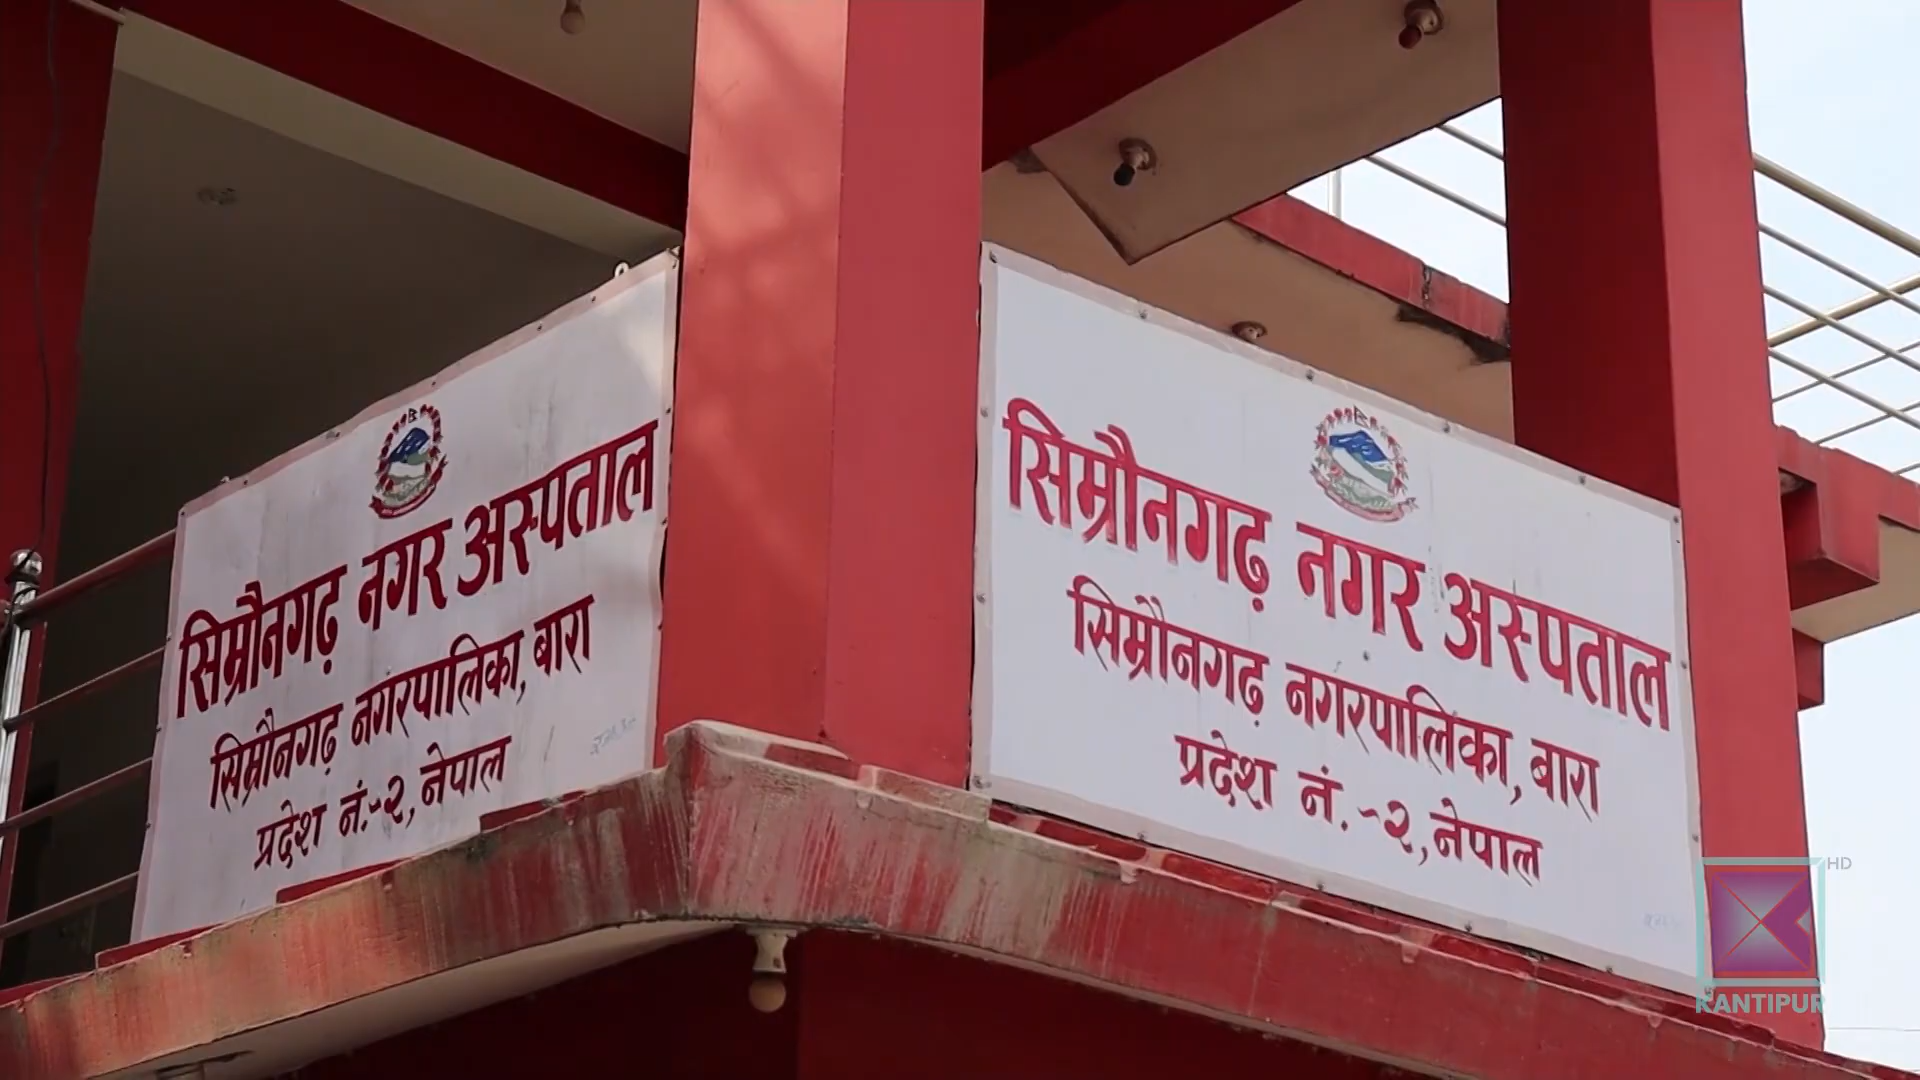 सिम्रौनगढ़ नगर अस्पताल
सिम्रौनगढ़ नगरपालिका, बारा
प्रदेश नं.-२, नेपाल
सिम्रौनगढ़ नगर अस्पताल
सिम्रौनगढ़ नगरपालिका, बारा
प्रदेश नं.-२, नेपाल
HD
KANTIPUR